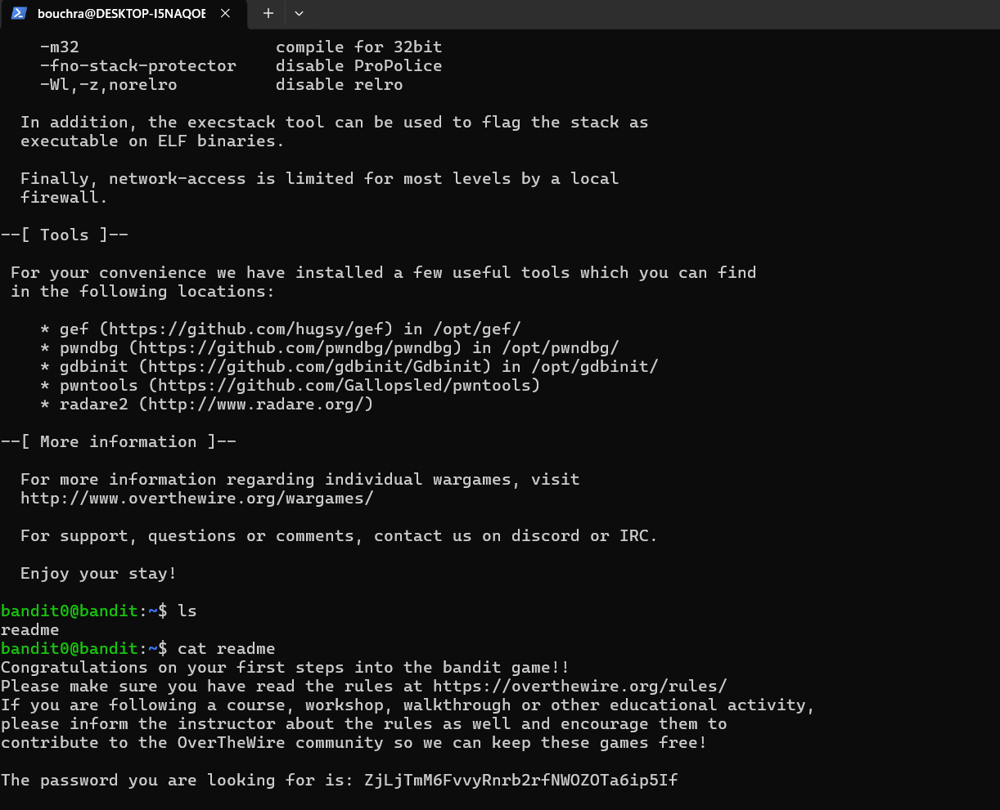 bouchra@DESKTOP-I5NAQOE
-m32 compile for 32bit
-fno-stack-protector disable ProPolice
-Wl,-z,norelro disable relro
In addition, the execstack tool can be used to flag the stack as
executable on ELF binaries.
Finally, network-access is limited for most levels by a local
firewall.
--[ Tools ]--
For your convenience we have installed a few useful tools which you can find
in the following locations:
* gef (https://github.com/hugsy/gef) in /opt/gef/
* pwndbg (https://github.com/pwndbg/pwndbg) in /opt/pwndbg/
* gdbinit (https://github.com/gdbinit/Gdbinit) in /opt/gdbinit/
* pwntools (https://github.com/Gallopsled/pwntools)
* radare2 (http://www.radare.org/)
--[ More information ]--
For more information regarding individual wargames, visit
http://www.overthewire.org/wargames/
For support, questions or comments, contact us on discord or IRC.
Enjoy your stay!
bandit0@bandit:~$ ls
readme
bandit0@bandit:~$ cat readme
Congratulations on your first steps into the bandit game!!
Please make sure you have read the rules at https://overthewire.org/rules/
If you are following a course, workshop, walkthrough or other educational activity,
please inform the instructor about the rules as well and encourage them to
contribute to the OverTheWire community so we can keep these games free!
The password you are looking for is: ZjLjTmM6FvvyRnrb2rfNWOZOTa6ip5If